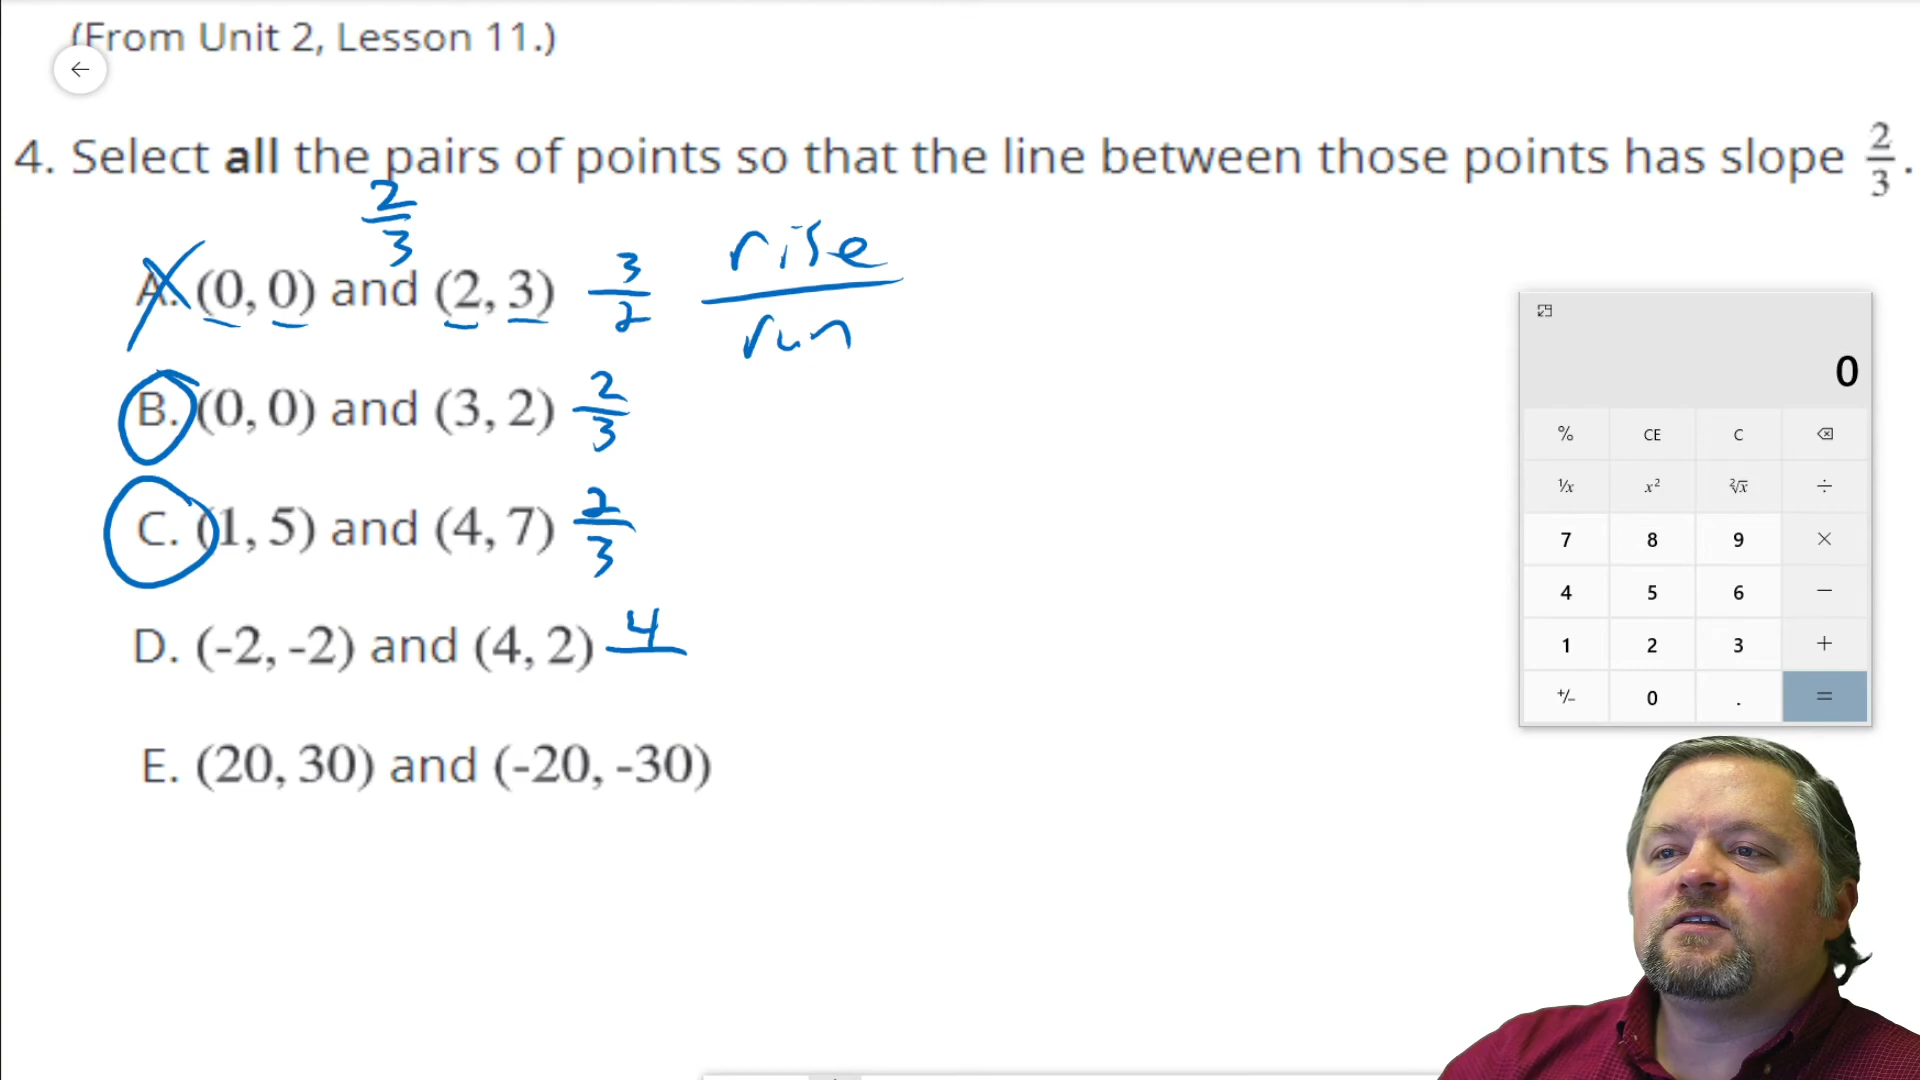 (From Unit 2, Lesson 11.)
4. Select all the pairs of points so that the line between those points has slope 2/3.
2/3
A. (0, 0) and (2, 3) 3/2 rise/run
B. (0, 0) and (3, 2) 2/3
C. (1, 5) and (4, 7) 2/3
D. (-2, -2) and (4, 2) 4
E. (20, 30) and (-20, -30)
0
% CE C ⌫
1/x x² ²√x ÷
7 8 9 ×
4 5 6 −
1 2 3 +
+/− 0 . =